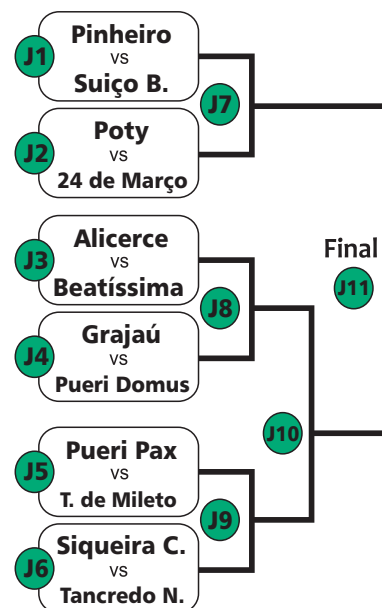 J1
Pinheiro
vs
Suiço B.
J7
J2
Poty
vs
24 de Março
J3
Alicerce
vs
Beatíssima
Final
J11
J8
J4
Grajaú
vs
Pueri Domus
J10
J5
Pueri Pax
vs
T. de Mileto
J9
J6
Siqueira C.
vs
Tancredo N.